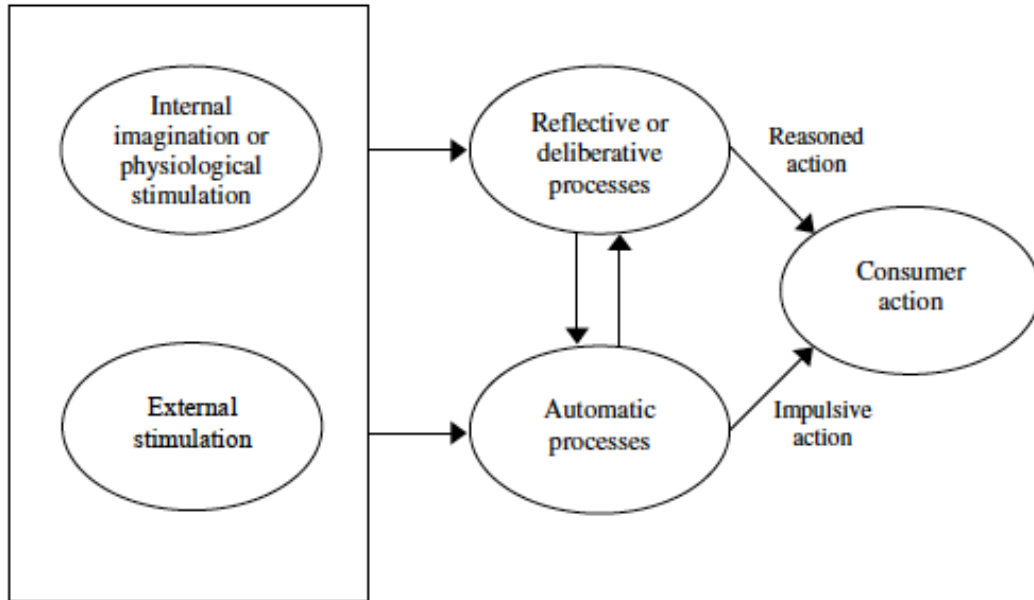 Internal
imagination or
physiological
stimulation
Reflective or
deliberative
processes
Reasoned
action
Consumer
action
External
stimulation
Automatic
processes
Impulsive
action